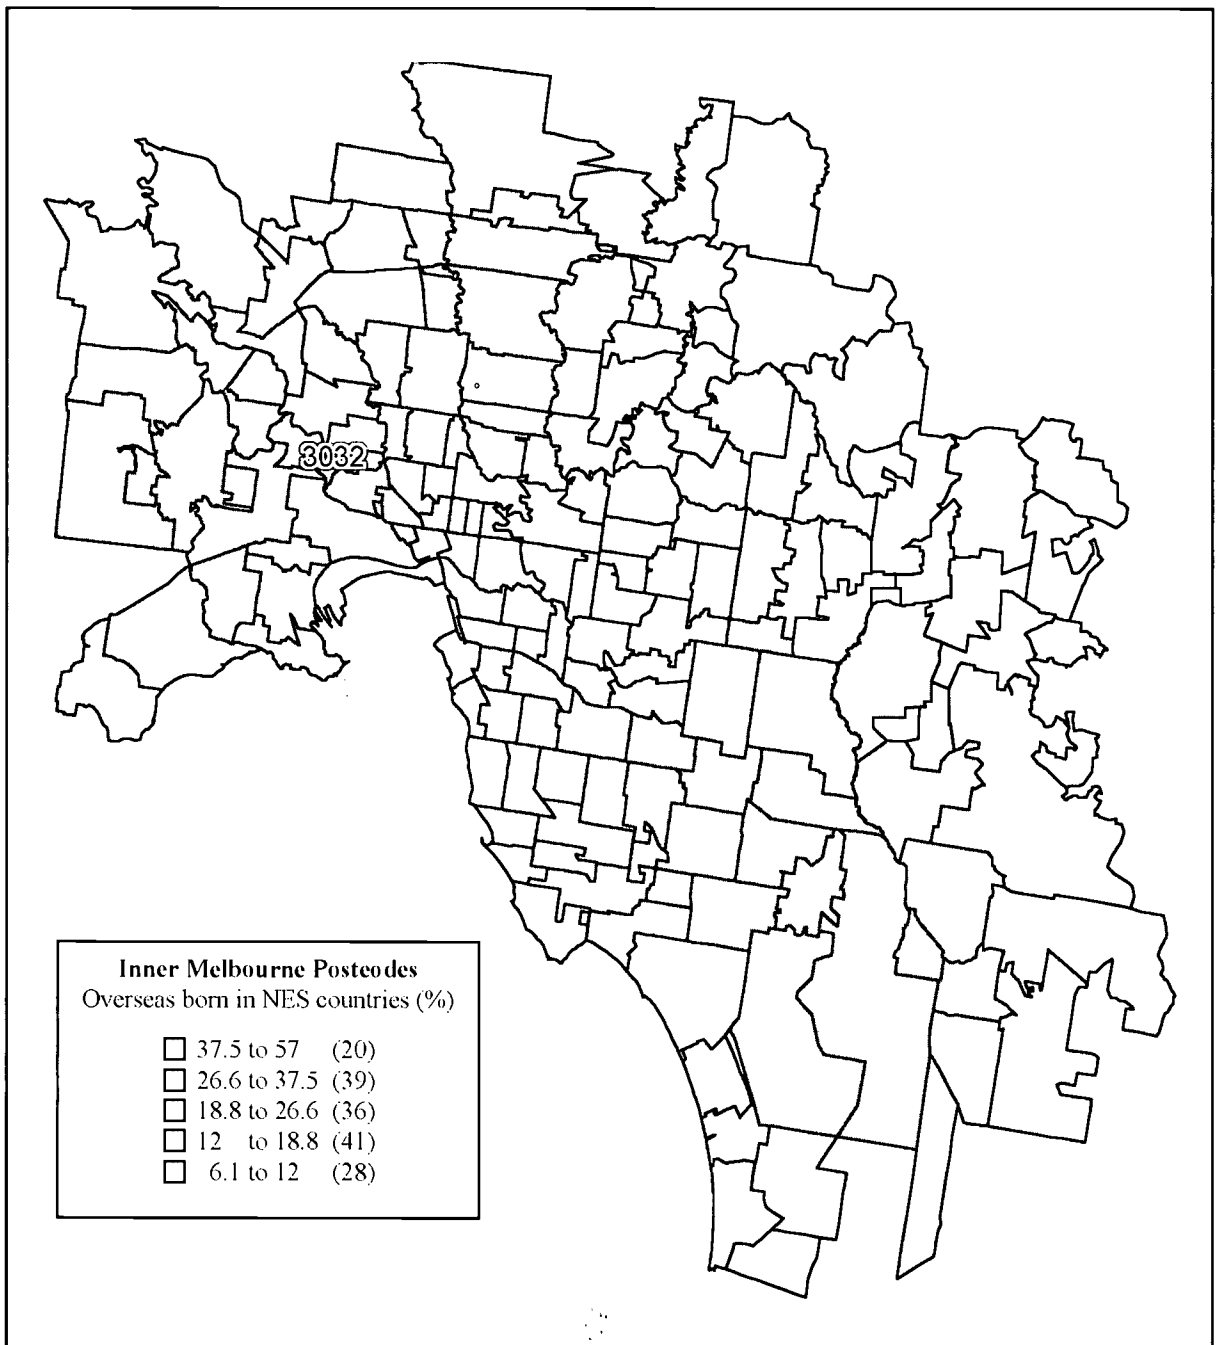 3032
Inner Melbourne Postcodes
Overseas born in NES countries (%)
37.5 to 57 (20)
26.6 to 37.5 (39)
18.8 to 26.6 (36)
12 to 18.8 (41)
6.1 to 12 (28)